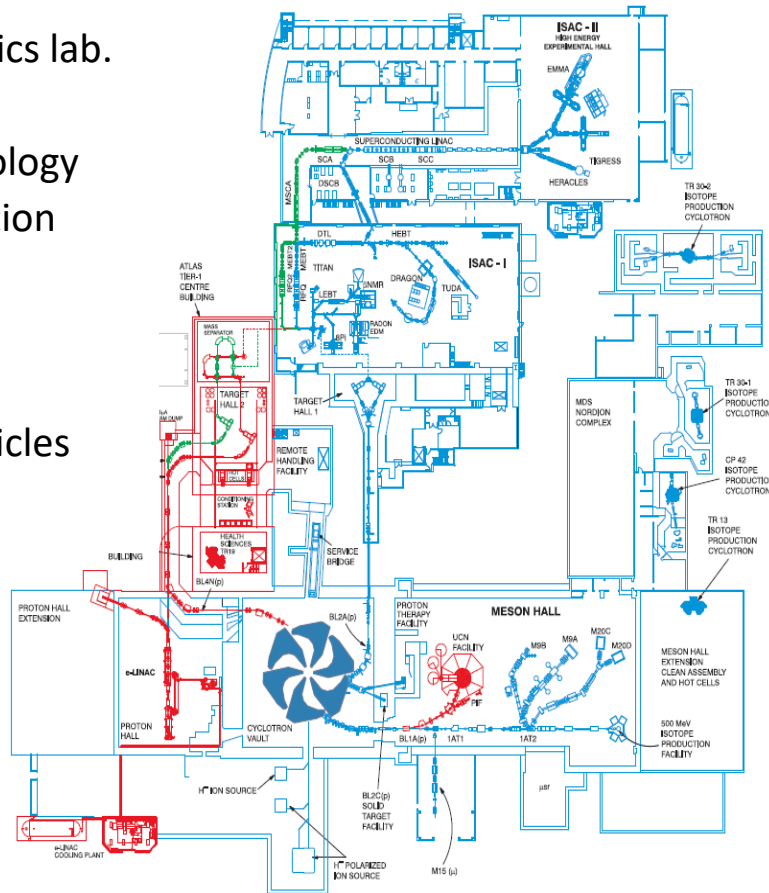 ics lab.
ology
tion
icles
ISAC - II
HIGH ENERGY
EXPERIMENTAL HALL
EMMA
SUPERCONDUCTING LINAC
SCA
SCB
SCC
DSCB
TIGRESS
HERACLES
MSCA
TR 30-2
ISOTOPE
PRODUCTION
CYCLOTRON
DTL
HEBT
ISAC - I
MEBT2
MEBT
RFQ2
RFQ
TITAN
LEBT
DRAGON
TUDA
RADON
EDM
ATLAS
TIER-1
CENTRE
BUILDING
MASS
SEPARATOR
TARGET
HALL 2
TARGET
HALL 1
MDS
NORDION
COMPLEX
TR 30-1
ISOTOPE
PRODUCTION
CYCLOTRON
REMOTE
HANDLING
FACILITY
HOT
CELLS
CONDITIONING
STATION
CP 42
ISOTOPE
PRODUCTION
CYCLOTRON
HEALTH
SCIENCES
TR19
SERVICE
BRIDGE
TR 13
ISOTOPE
PRODUCTION
CYCLOTRON
BUILDING
BL4N(p)
PROTON HALL
EXTENSION
BL2A(p)
PROTON
THERAPY
FACILITY
MESON HALL
UCN
FACILITY
M9B
M9A
M20C
M20D
MESON HALL
EXTENSION
CLEAN ASSEMBLY
AND HOT CELLS
e-LINAC
PROTON
HALL
CYCLOTRON
VAULT
PIF
BL1A(p)
1AT1
1AT2
500 MeV
ISOTOPE
PRODUCTION
FACILITY
H¯ ION SOURCE
BL2C(p)
SOLID
TARGET
FACILITY
µsr
e-LINAC
COOLING PLANT
H¯ POLARIZED
ION SOURCE
M15 (µ)